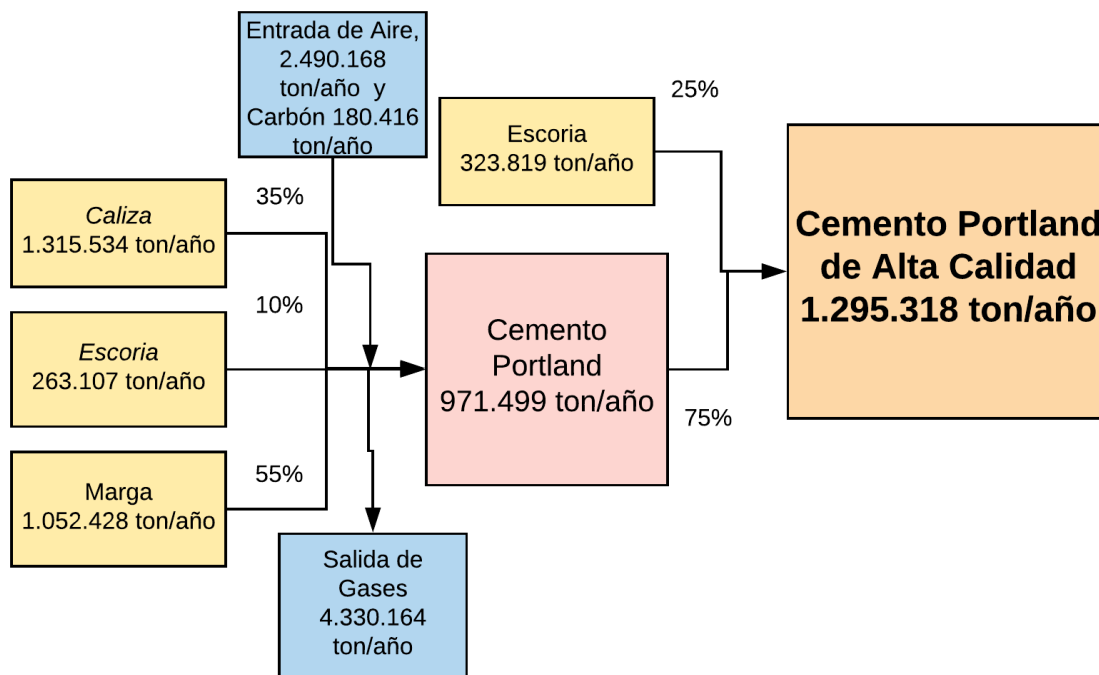 Entrada de Aire,
2.490.168
ton/año y
Carbón 180.416
ton/año
25%
Escoria
323.819 ton/año
35%
Caliza
1.315.534 ton/año
Cemento Portland
de Alta Calidad
1.295.318 ton/año
10%
Escoria
263.107 ton/año
Cemento
Portland
971.499 ton/año
75%
55%
Marga
1.052.428 ton/año
Salida de
Gases
4.330.164
ton/año